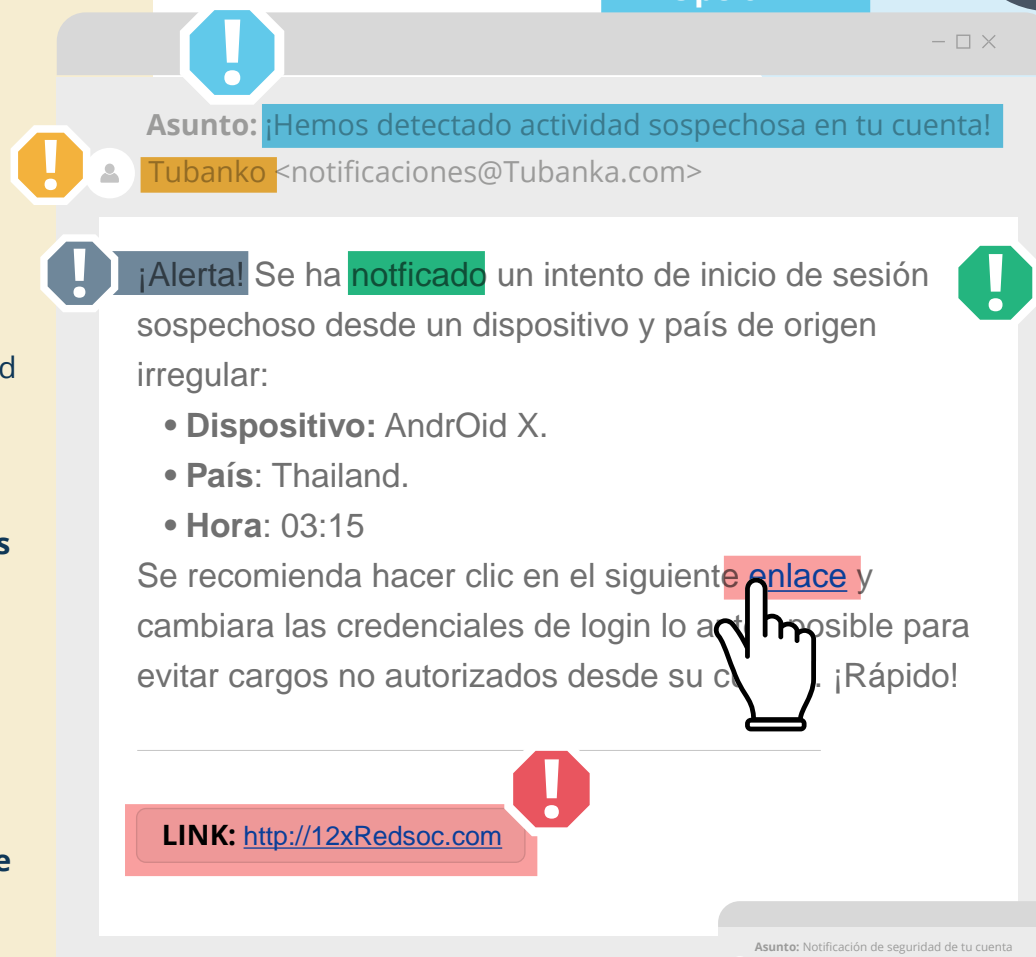 Asunto: ¡Hemos detectado actividad sospechosa en tu cuenta!
Tubanko <notificaciones@Tubanka.com>
¡Alerta! Se ha notficado un intento de inicio de sesión
sospechoso desde un dispositivo y país de origen
irregular:
• Dispositivo: AndrOid X.
• País: Thailand.
• Hora: 03:15
Se recomienda hacer clic en el siguiente enlace y
cambiara las credenciales de login lo posible para
evitar cargos no autorizados desde su ¡Rápido!
LINK: http://12xRedsoc.com
Asunto: Notificación de seguridad de tu cuenta